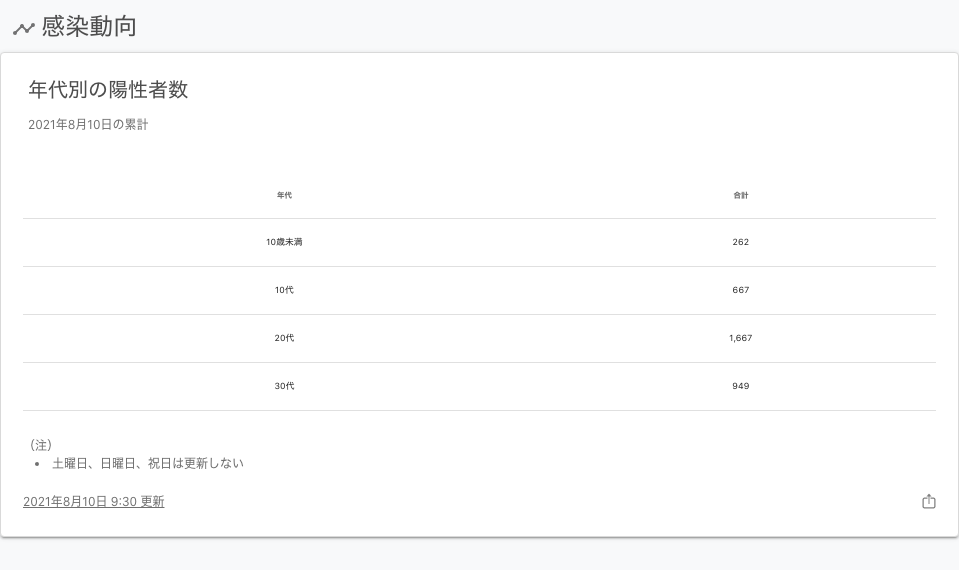 感染動向
年代別の陽性者数
2021年8月10日の累計
年代 合計
10歳未満 262
10代 667
20代 1,667
30代 949
（注）
• 土曜日、日曜日、祝日は更新しない
2021年8月10日 9:30 更新